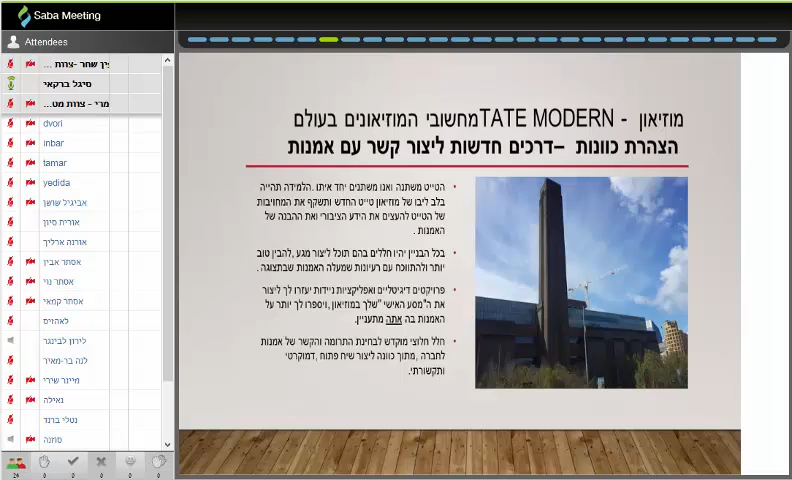 Saba Meeting
Attendees
סיגל ברקאי
dvori
inbar
tamar
yedida
אביגיל ששון
אורית סיון
אורנה ארליך
אסתר אבין
אסתר נוי
אסתר קמאי
לאהזיס
לירון לבינגר
לנה בר-מאיר
מיינר שירי
נאילה
נטלי ברנד
סוזנה
מוזיאון - TATE MODERNמחשובי המוזיאונים בעולם
הצהרת כוונות –דרכים חדשות ליצור קשר עם אמנות
• הטייט משתנה ואנו משתנים יחד איתו .הלמידה תהייה
בלב ליבו של מוזיאון טייט החדש ותשקף את המחויבות
של הטייט להעצים את הידע הציבורי ואת ההבנה של
האמנות .
• בכל הבניין יהיו חללים בהם תוכל ליצור מגע ,להבין טוב
יותר ולהתווכח עם רעיונות שמעלה האמנות שבתצוגה .
• פרויקטים דיגיטליים ואפליקציות ניידות יעזרו לך ליצור
את ה"מסע האישי "שלך במוזיאון ,ויספרו לך יותר על
האמנות בה אתה מתעניין.
• חלל חלוצי מוקדש לבחינת התרומה והקשר של אמנות
לחברה ,מתוך כוונה ליצור שיח פתוח ,דמוקרטי
ותקשורתי.